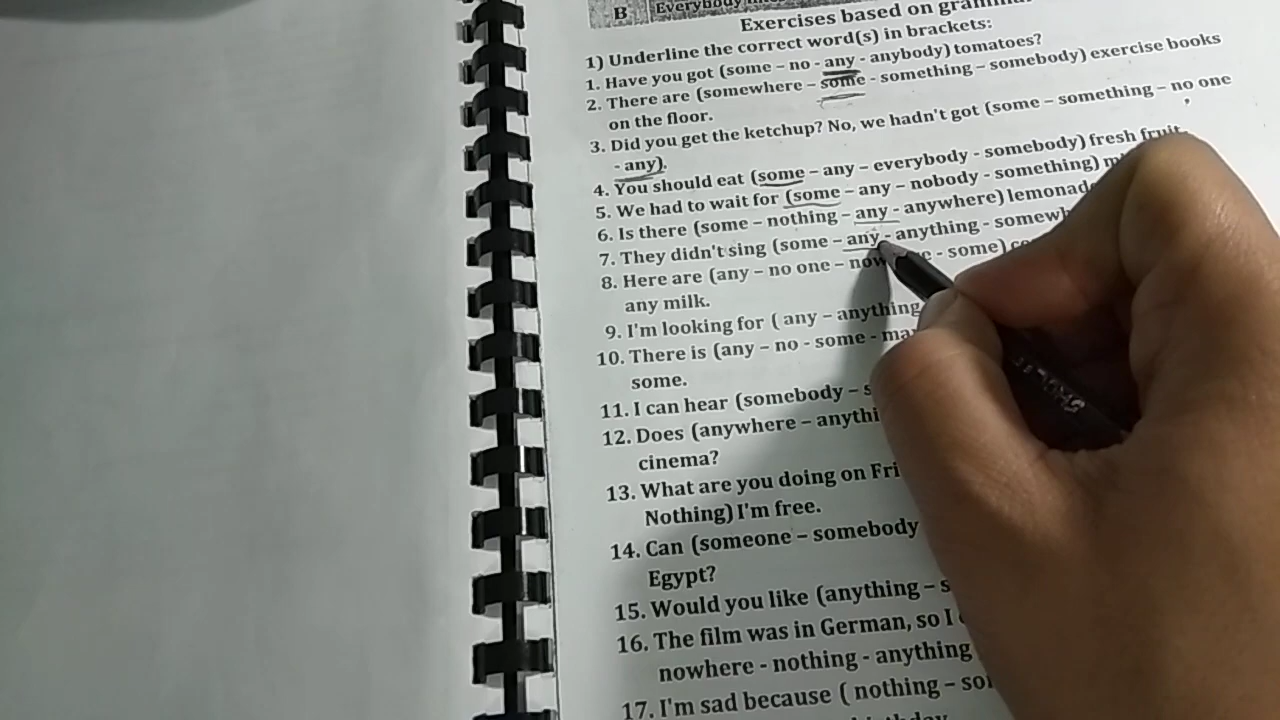 B Everybody
Exercises based on
1) Underline the correct word(s) in brackets:
1. Have you got (some – no - any - anybody) tomatoes?
2. There are (somewhere – some - something – somebody) exercise books
on the floor.
3. Did you get the ketchup? No, we hadn't got (some – something – no one
- any).
4. You should eat (some – any – everybody - somebody) fresh fruit
5. We had to wait for (some – any – nobody - something)
6. Is there (some – nothing – any - anywhere) lemonade
7. They didn't sing (some – any - anything -
8. Here are (any – no one – - some)
any milk.
9. I'm looking for ( any – anything
10. There is (any – no - some -
some.
11. I can hear (somebody –
12. Does (anywhere –
cinema?
13. What are you doing on
Nothing) I'm free.
14. Can (someone – somebody
Egypt?
15. Would you like (anything –
16. The film was in German, so I
nowhere - nothing - anything
17. I'm sad because ( nothing –